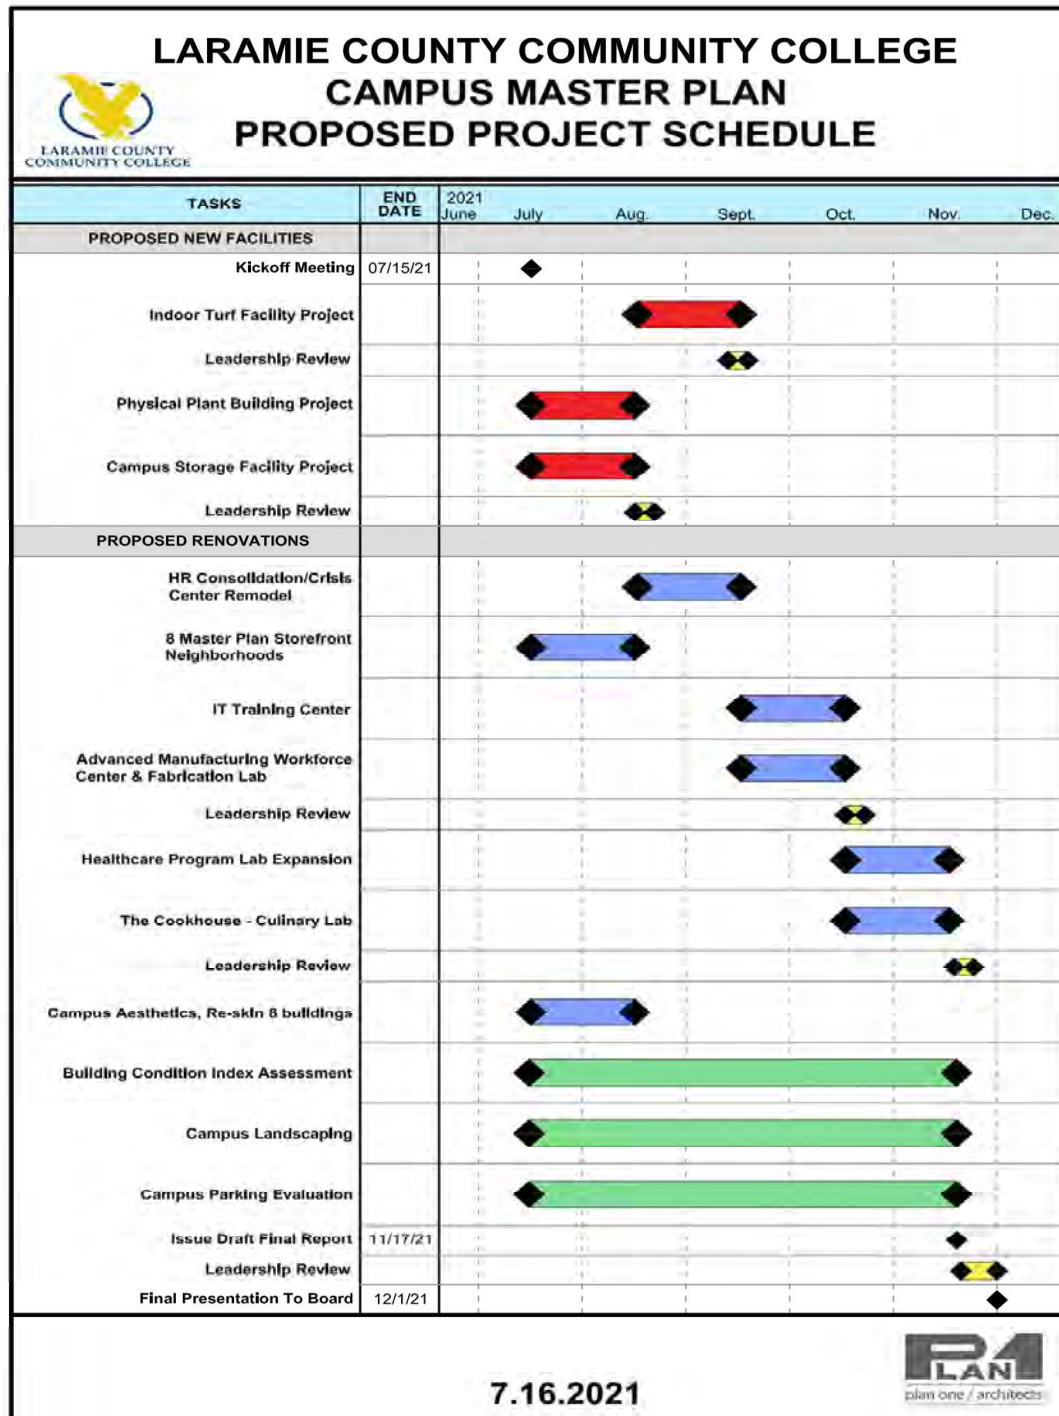 LARAMIE COUNTY COMMUNITY COLLEGE
CAMPUS MASTER PLAN
PROPOSED PROJECT SCHEDULE
LARAMIE COUNTY
COMMUNITY COLLEGE
TASKS END DATE 2021
June July Aug. Sept. Oct. Nov. Dec.
PROPOSED NEW FACILITIES
Kickoff Meeting 07/15/21
Indoor Turf Facility Project
Leadership Review
Physical Plant Building Project
Campus Storage Facility Project
Leadership Review
PROPOSED RENOVATIONS
HR Consolidation/Crisis
Center Remodel
8 Master Plan Storefront
Neighborhoods
IT Training Center
Advanced Manufacturing Workforce
Center & Fabrication Lab
Leadership Review
Healthcare Program Lab Expansion
The Cookhouse - Culinary Lab
Leadership Review
Campus Aesthetics, Re-skin 8 buildings
Building Condition Index Assessment
Campus Landscaping
Campus Parking Evaluation
Issue Draft Final Report 11/17/21
Leadership Review
Final Presentation To Board 12/1/21
7.16.2021
PLAN 1
plan one / architects